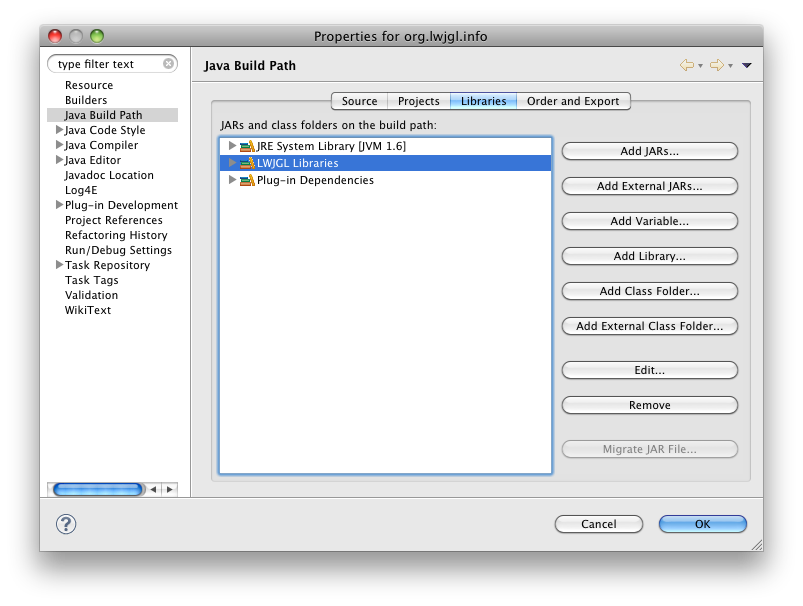 Properties for org.lwjgl.info
type filter text
Resource
Builders
Java Build Path
Java Code Style
Java Compiler
Java Editor
Javadoc Location
Log4E
Plug-in Development
Project References
Refactoring History
Run/Debug Settings
Task Repository
Task Tags
Validation
WikiText
Java Build Path
Source Projects Libraries Order and Export
JARs and class folders on the build path:
JRE System Library [JVM 1.6]
LWJGL Libraries
Plug-in Dependencies
Add JARs...
Add External JARs...
Add Variable...
Add Library...
Add Class Folder...
Add External Class Folder...
Edit...
Remove
Migrate JAR File...
?
Cancel OK